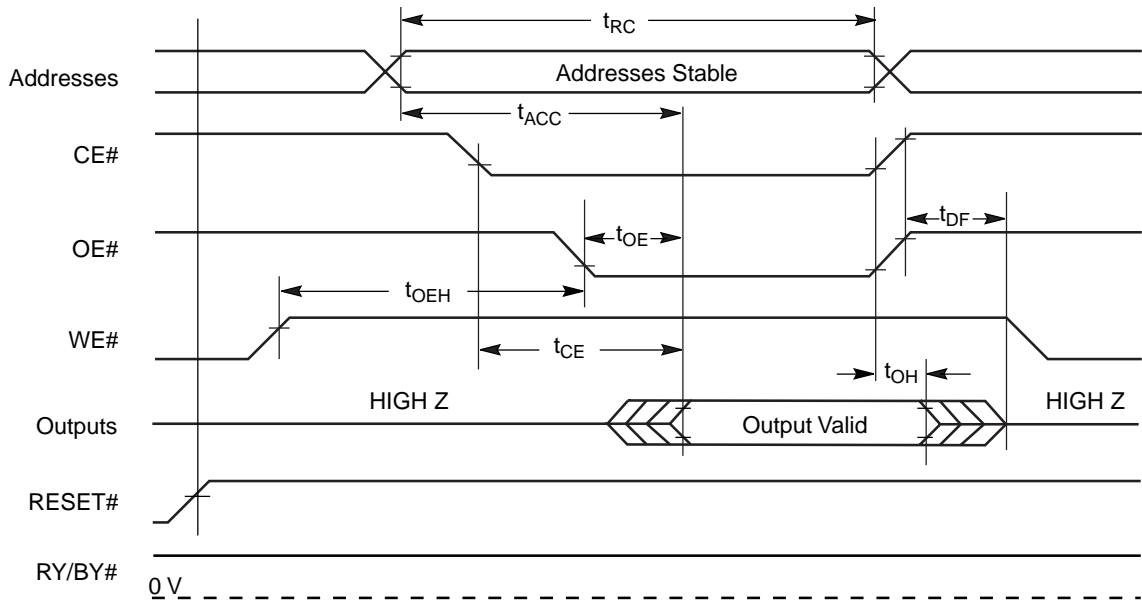 tRC
Addresses
Addresses Stable
tACC
CE#
tDF
OE#
tOE
tOEH
WE#
tCE
tOH
HIGH Z
HIGH Z
Outputs
Output Valid
RESET#
RY/BY#
0 V